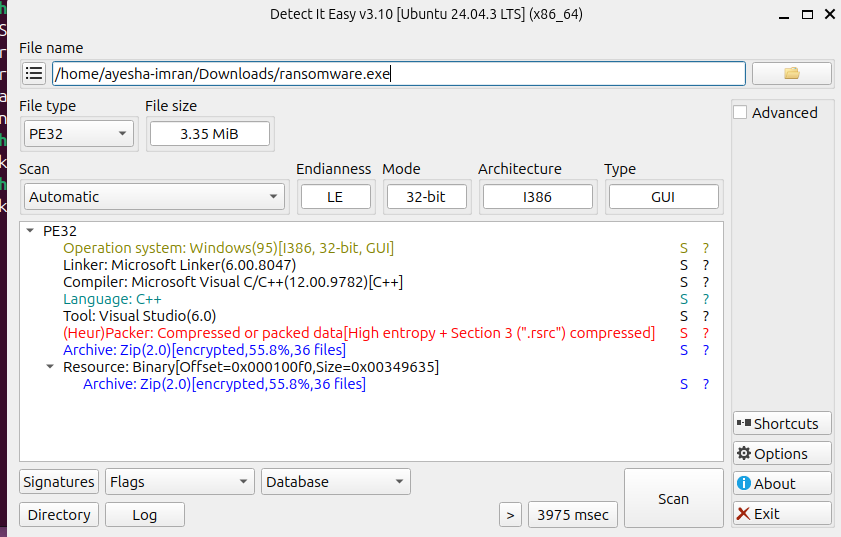 Detect It Easy v3.10 [Ubuntu 24.04.3 LTS] (x86_64)
File name
/home/ayesha-imran/Downloads/ransomware.exe
File type File size
PE32 3.35 MiB
Advanced
Scan Endianness Mode Architecture Type
Automatic LE 32-bit I386 GUI
PE32
Operation system: Windows(95)[I386, 32-bit, GUI] S ?
Linker: Microsoft Linker(6.00.8047) S ?
Compiler: Microsoft Visual C/C++(12.00.9782)[C++] S ?
Language: C++ S ?
Tool: Visual Studio(6.0) S ?
(Heur)Packer: Compressed or packed data[High entropy + Section 3 (".rsrc") compressed] S ?
Archive: Zip(2.0)[encrypted,55.8%,36 files] S ?
Resource: Binary[Offset=0x000100f0,Size=0x00349635]
Archive: Zip(2.0)[encrypted,55.8%,36 files] S ?
Shortcuts
Options
About
Exit
Signatures Flags Database Scan
Directory Log > 3975 msec